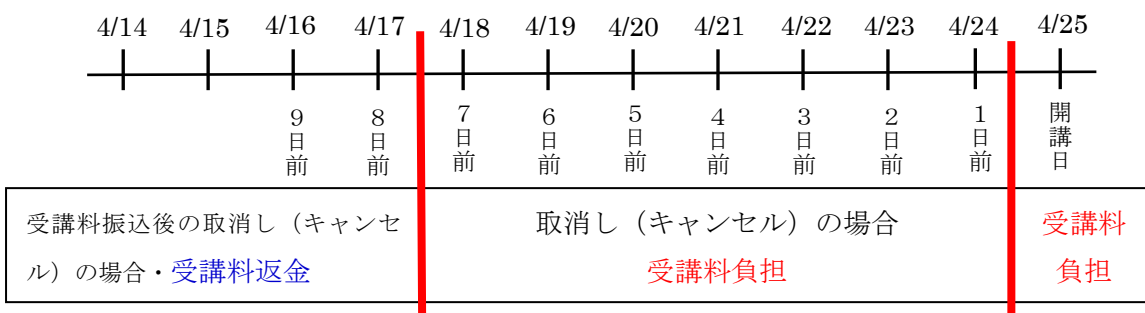 4/14 4/15 4/16 4/17 4/18 4/19 4/20 4/21 4/22 4/23 4/24 4/25
9日前 8日前 7日前 6日前 5日前 4日前 3日前 2日前 1日前 開講日
受講料振込後の取消し（キャンセ
ル）の場合・受講料返金
取消し（キャンセル）の場合
受講料負担
受講料
負担